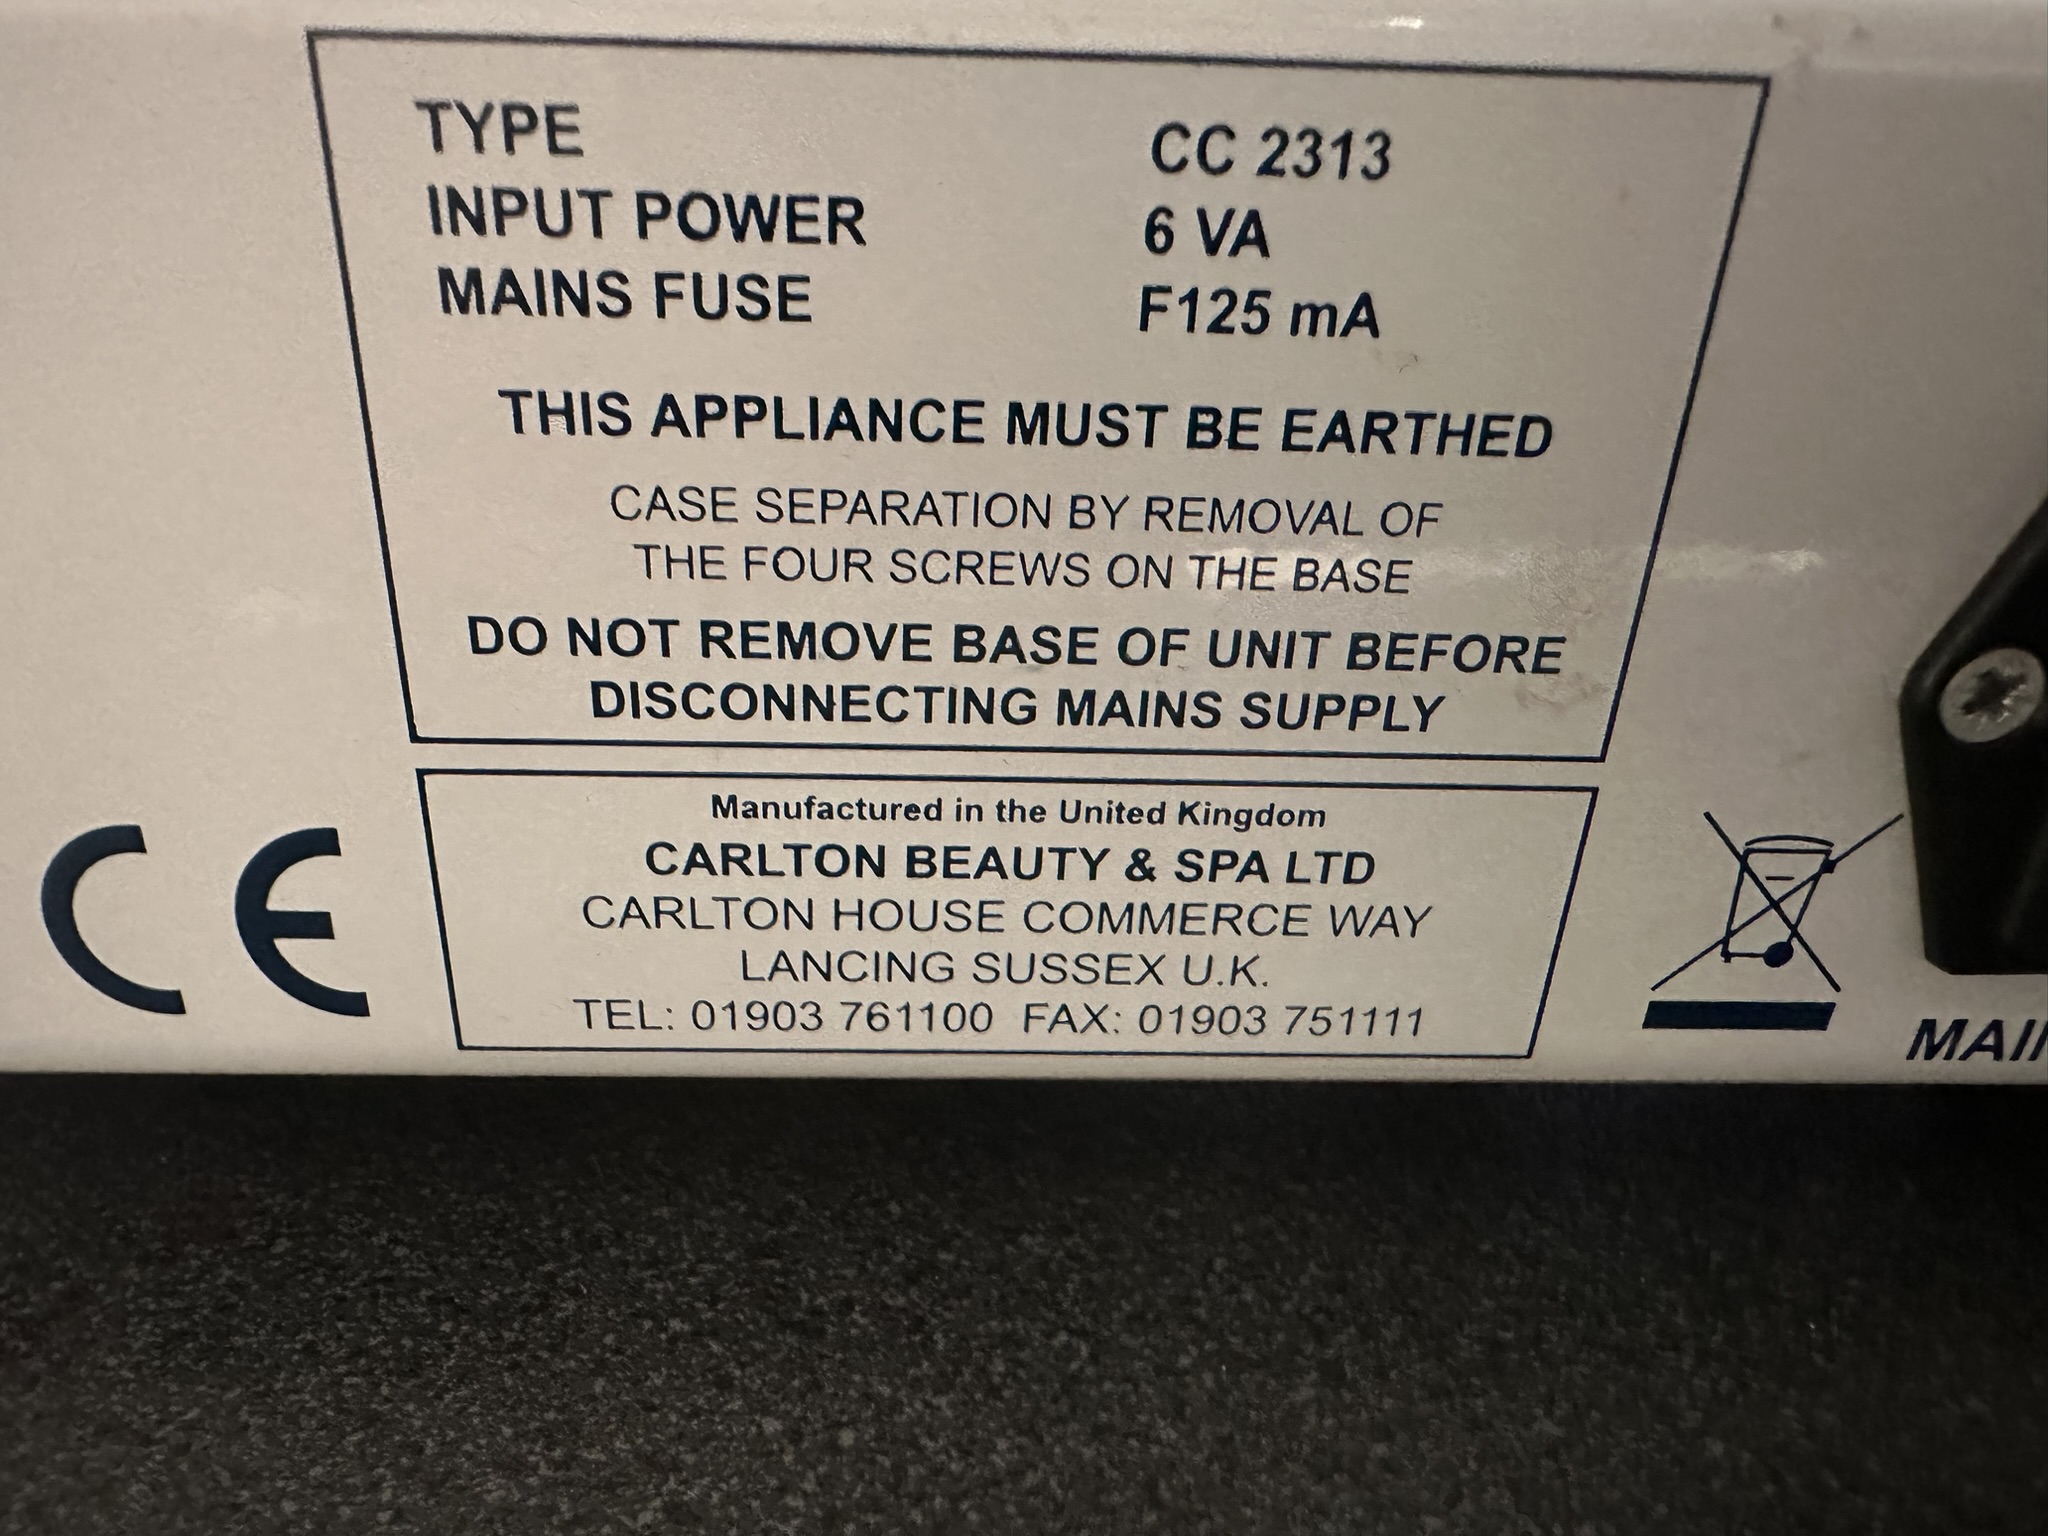 TYPE CC 2313
INPUT POWER 6 VA
MAINS FUSE F125 mA
THIS APPLIANCE MUST BE EARTHED
CASE SEPARATION BY REMOVAL OF
THE FOUR SCREWS ON THE BASE
DO NOT REMOVE BASE OF UNIT BEFORE
DISCONNECTING MAINS SUPPLY
CE
Manufactured in the United Kingdom
CARLTON BEAUTY & SPA LTD
CARLTON HOUSE COMMERCE WAY
LANCING SUSSEX U.K.
TEL: 01903 761100 FAX: 01903 751111